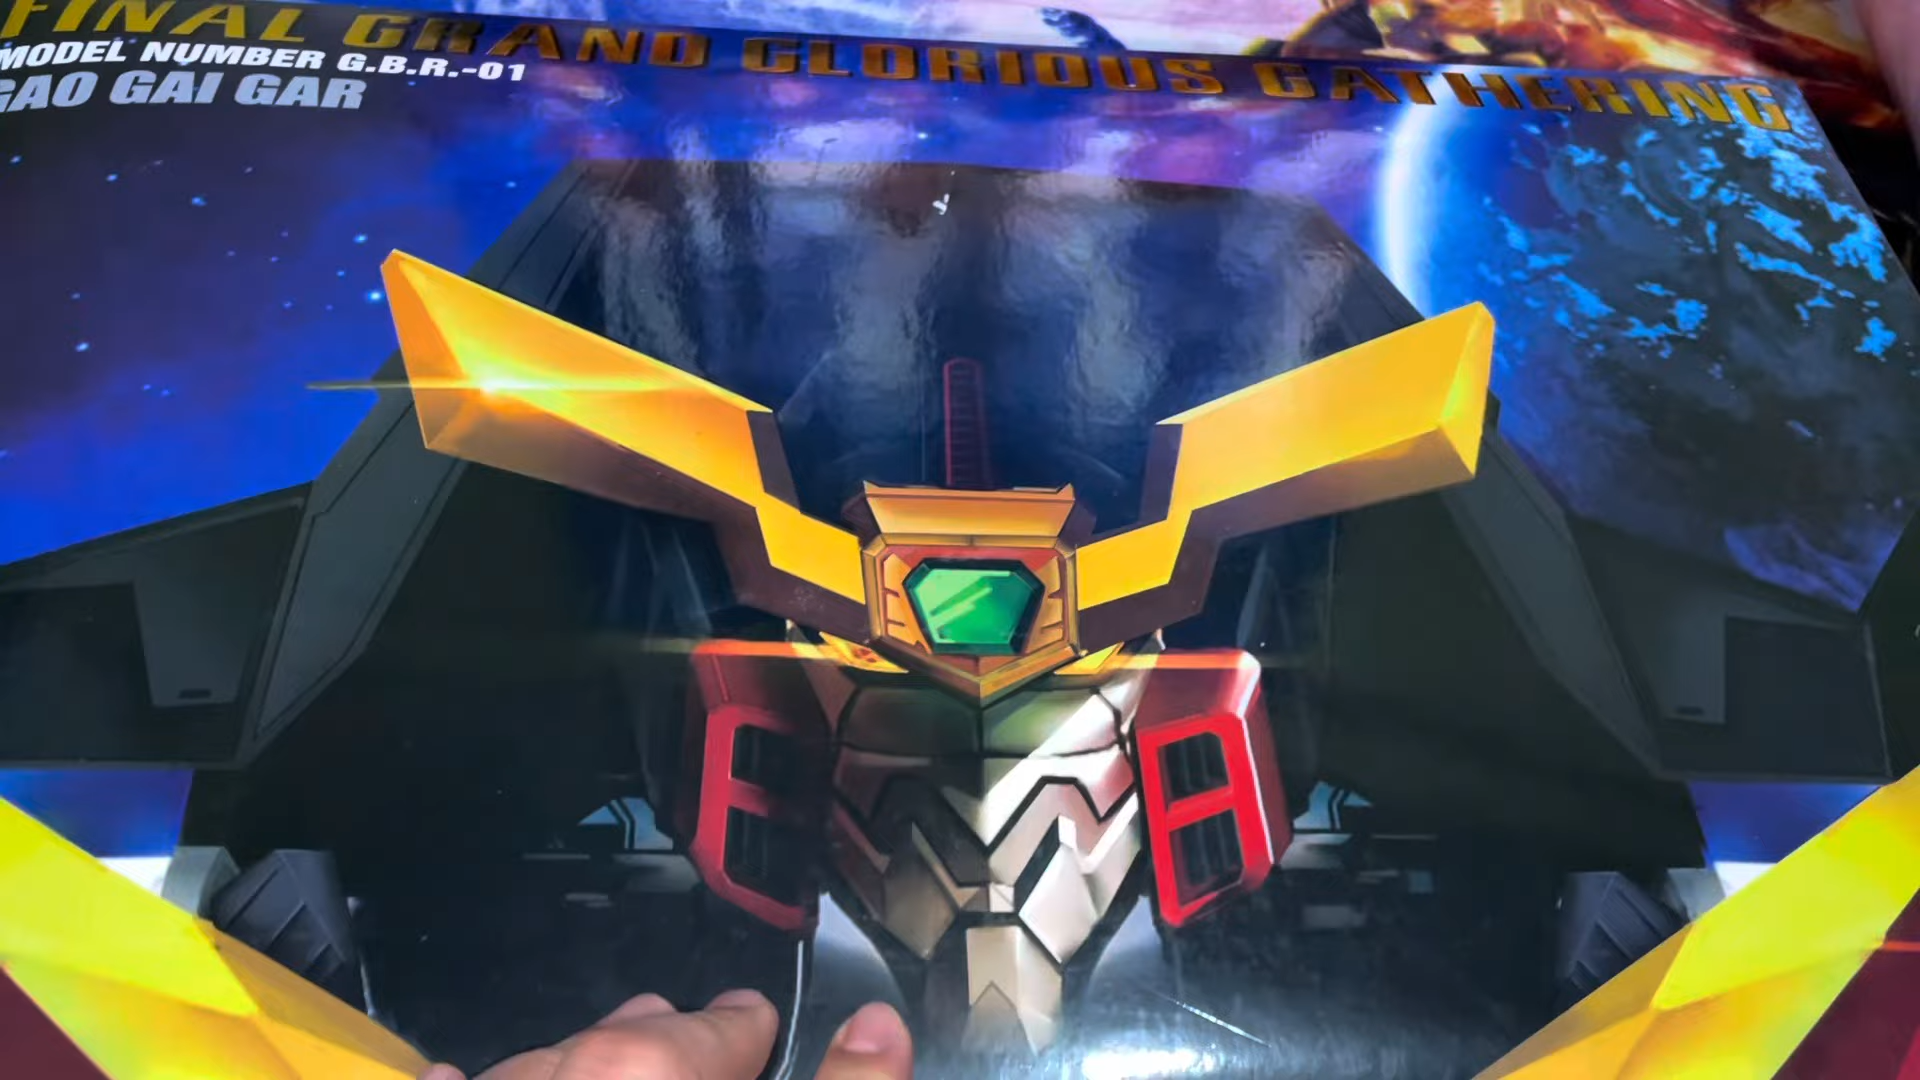 FINAL GRAND GLORIOUS GATHERING
MODEL NUMBER G.B.R.-01
GAO GAI GAR